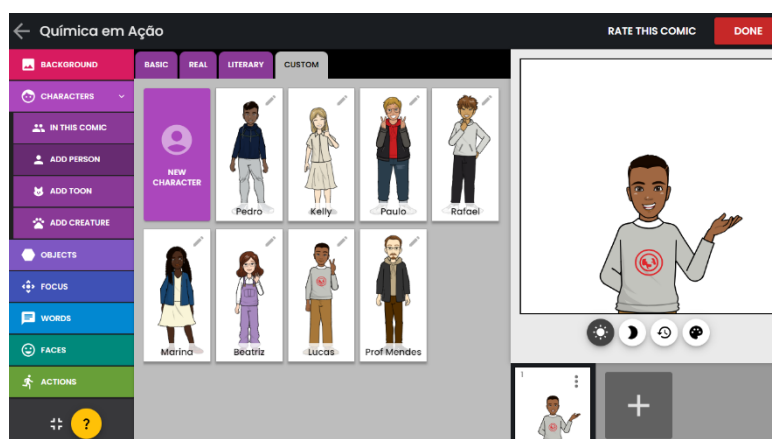 Química em Ação
RATE THIS COMIC
DONE
BACKGROUND
CHARACTERS
IN THIS COMIC
ADD PERSON
ADD TOON
ADD CREATURE
OBJECTS
FOCUS
WORDS
FACES
ACTIONS
?
BASIC REAL LITERARY CUSTOM
NEW
CHARACTER
Pedro Kelly Paulo Rafael
Marina Beatriz Lucas Prof Mendes
1
+